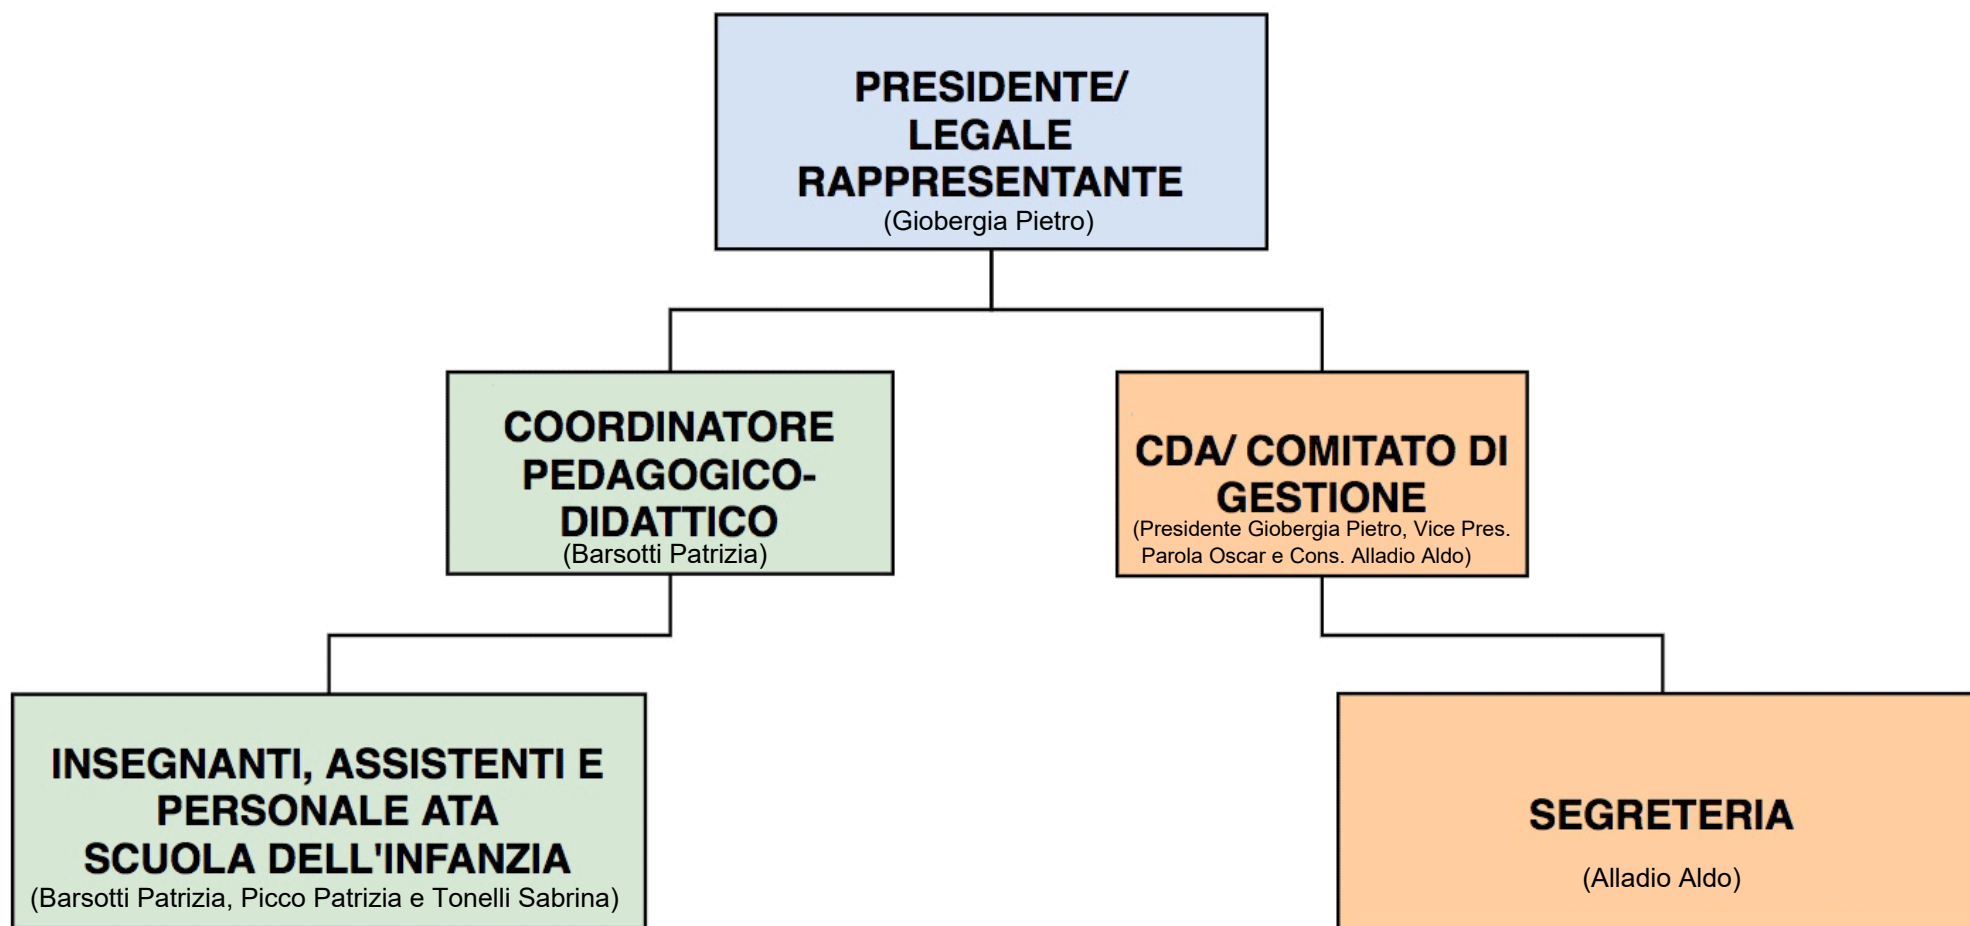 PRESIDENTE/
LEGALE
RAPPRESENTANTE
(Giobergia Pietro)
COORDINATORE
PEDAGOGICO-
DIDATTICO
(Barsotti Patrizia)
CDA/ COMITATO DI
GESTIONE
(Presidente Giobergia Pietro, Vice Pres.
Parola Oscar e Cons. Alladio Aldo)
INSEGNANTI, ASSISTENTI E
PERSONALE ATA
SCUOLA DELL'INFANZIA
(Barsotti Patrizia, Picco Patrizia e Tonelli Sabrina)
SEGRETERIA
(Alladio Aldo)